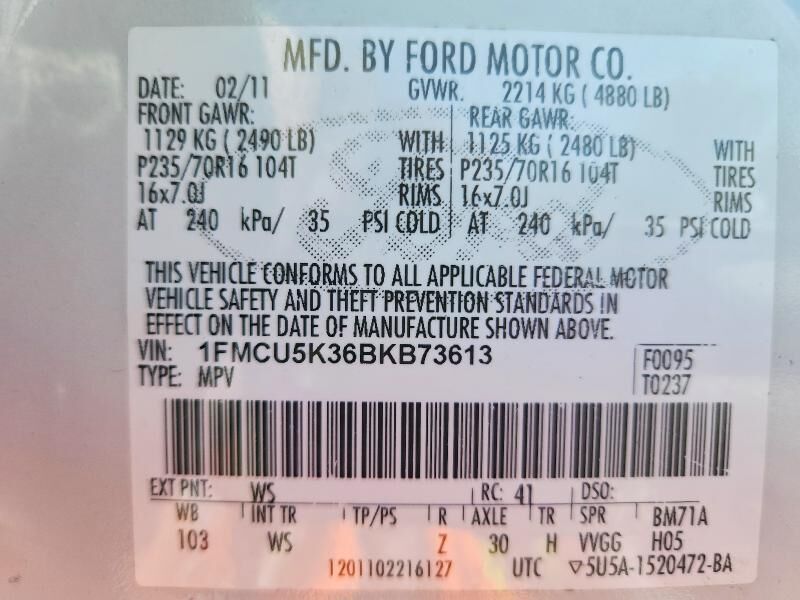 MFD. BY FORD MOTOR CO.
DATE: 02/11 GVWR: 2214 KG ( 4880 LB)
FRONT GAWR: REAR GAWR:
1129 KG ( 2490 LB) WITH 1125 KG ( 2480 LB) WITH
P235/70R16 104T TIRES P235/70R16 104T TIRES
16x7.0J RIMS 16x7.0J RIMS
AT 240 kPa/ 35 PSI COLD AT 240 kPa/ 35 PSI COLD
THIS VEHICLE CONFORMS TO ALL APPLICABLE FEDERAL MOTOR
VEHICLE SAFETY AND THEFT PREVENTION STANDARDS IN
EFFECT ON THE DATE OF MANUFACTURE SHOWN ABOVE.
VIN: 1FMCU5K36BKB73613 F0095
TYPE: MPV T0237
EXT PNT: WS RC: 41 DSO:
WB INT TR TP/PS R AXLE TR SPR BM71A
103 WS Z 30 H VVGG H05
1201102216127 UTC ▽5U5A-1520472-BA